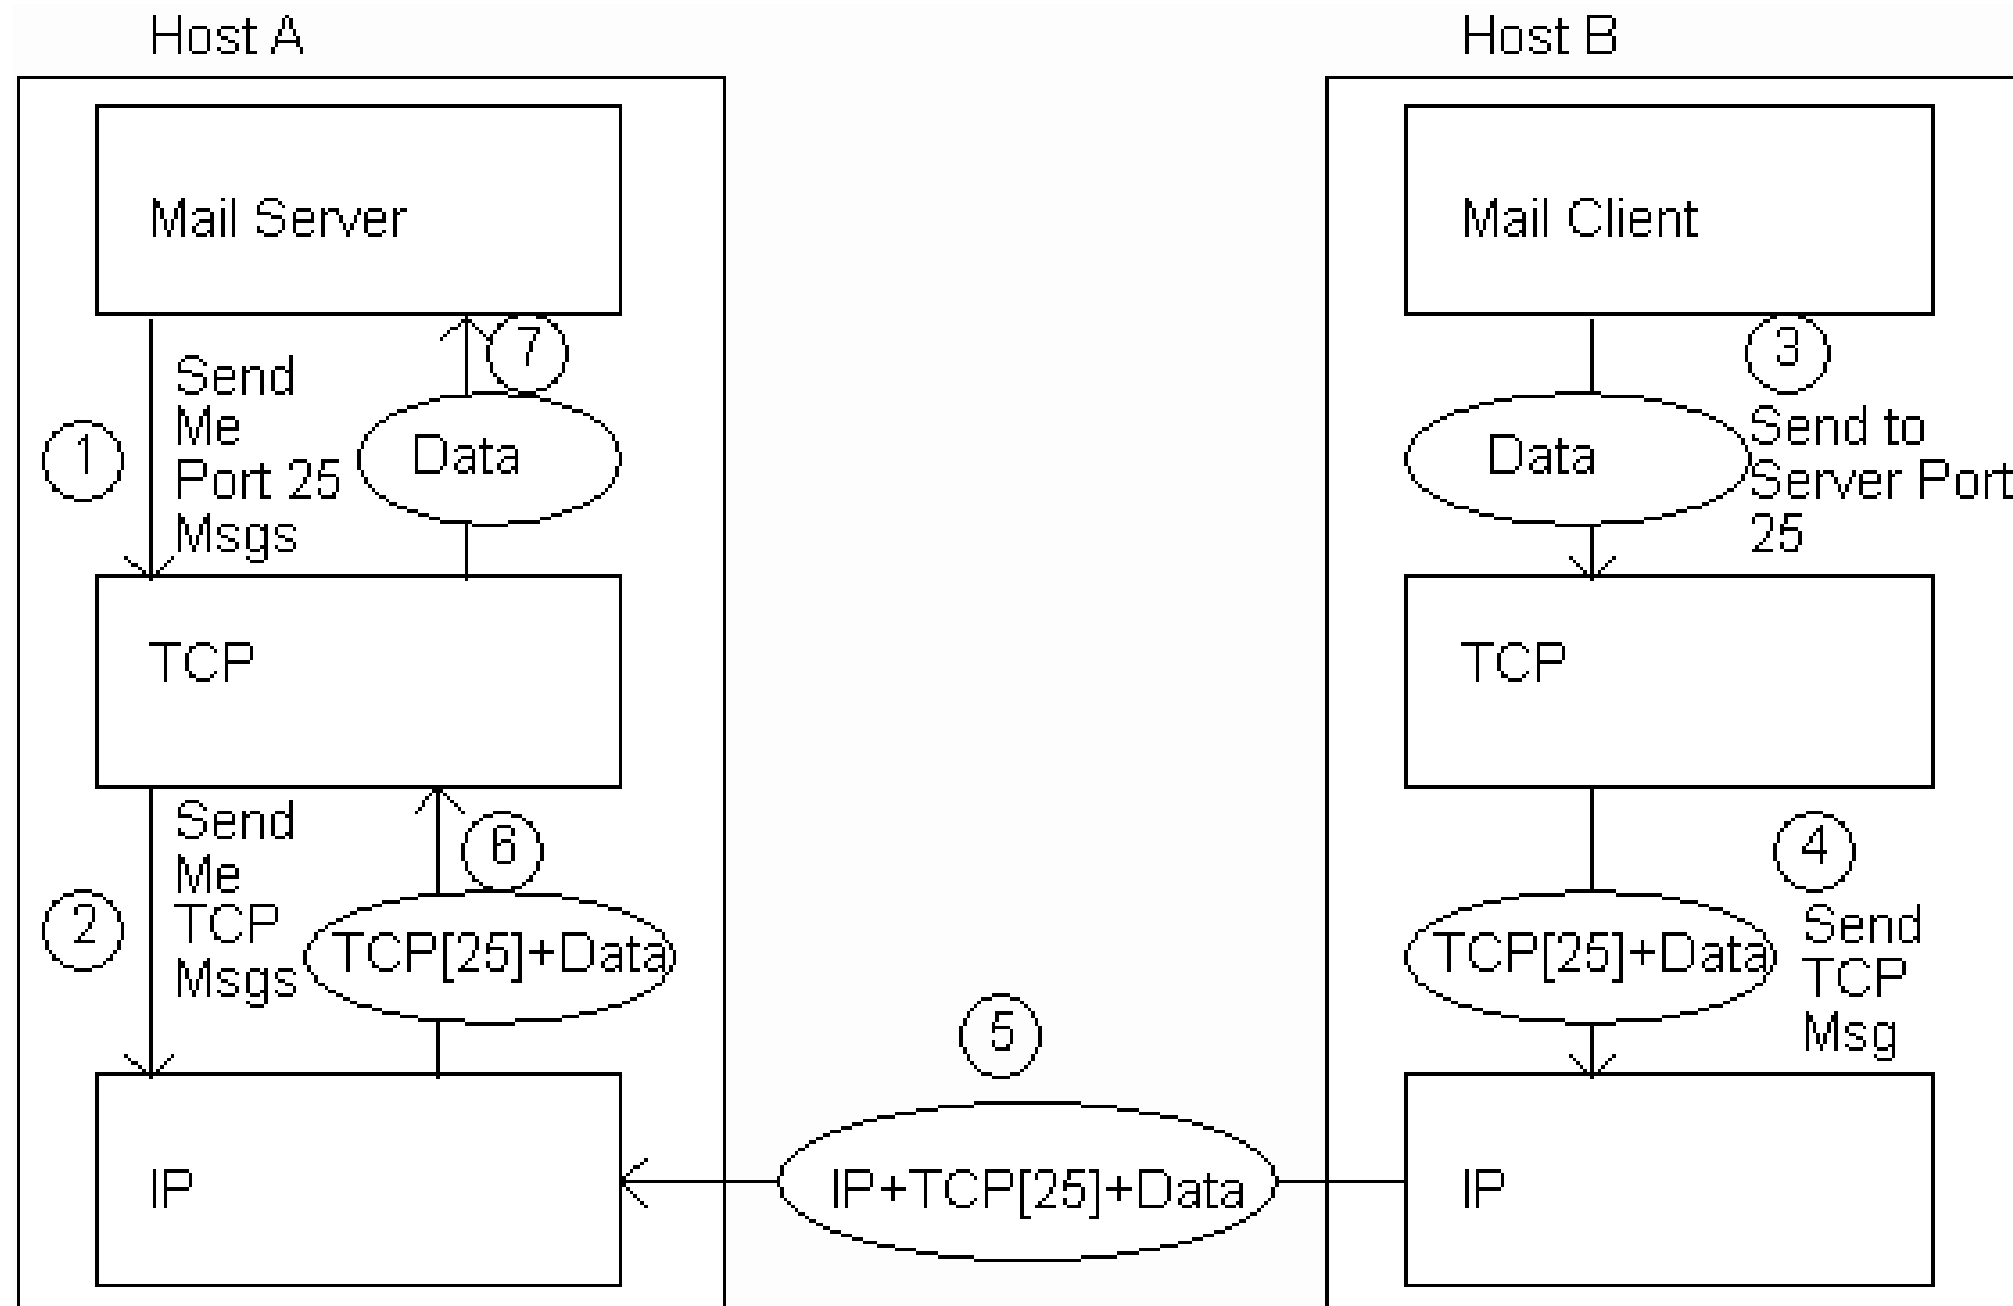 Host A
Host B
Mail Server
Mail Client
7
3
Send
Me
Port 25
Msgs
1
Data
Data
Send to
Server Port
25
TCP
TCP
Send
Me
TCP
Msgs
2
6
TCP[25]+Data
4
TCP[25]+Data
Send
TCP
Msg
5
IP
IP+TCP[25]+Data
IP